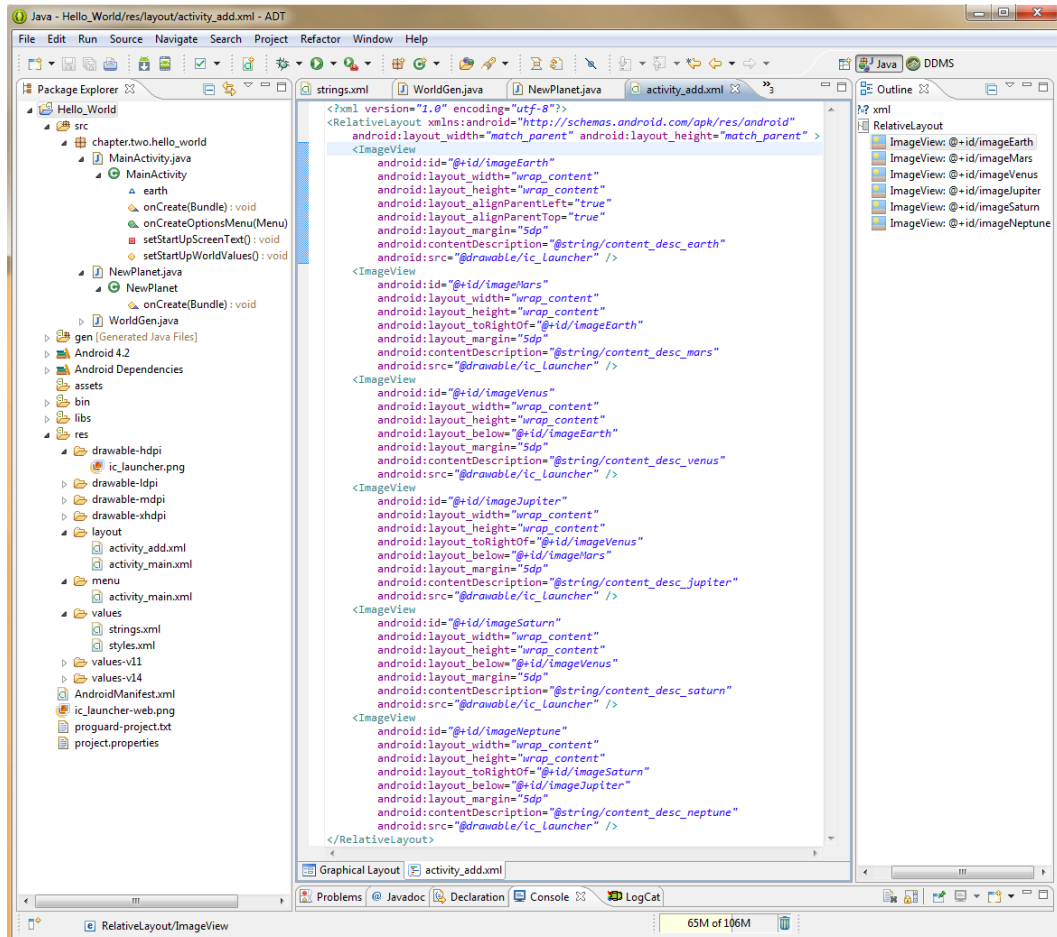 Java - Hello_World/res/layout/activity_add.xml - ADT
File Edit Run Source Navigate Search Project Refactor Window Help
Java DDMS
Package Explorer
Hello_World
src
chapter.two.hello_world
MainActivity.java
MainActivity
earth
onCreate(Bundle) : void
onCreateOptionsMenu(Menu)
setStartUpScreenText() : void
setStartUpWorldValues() : void
NewPlanet.java
NewPlanet
onCreate(Bundle) : void
WorldGen.java
gen [Generated Java Files]
Android 4.2
Android Dependencies
assets
bin
libs
res
drawable-hdpi
ic_launcher.png
drawable-ldpi
drawable-mdpi
drawable-xhdpi
layout
activity_add.xml
activity_main.xml
menu
activity_main.xml
values
strings.xml
styles.xml
values-v11
values-v14
AndroidManifest.xml
ic_launcher-web.png
proguard-project.txt
project.properties
strings.xml WorldGen.java NewPlanet.java activity_add.xml »3
<?xml version="1.0" encoding="utf-8"?>
<RelativeLayout xmlns:android="http://schemas.android.com/apk/res/android"
android:layout_width="match_parent" android:layout_height="match_parent" >
<ImageView
android:id="@+id/imageEarth"
android:layout_width="wrap_content"
android:layout_height="wrap_content"
android:layout_alignParentLeft="true"
android:layout_alignParentTop="true"
android:layout_margin="5dp"
android:contentDescription="@string/content_desc_earth"
android:src="@drawable/ic_launcher" />
<ImageView
android:id="@+id/imageMars"
android:layout_width="wrap_content"
android:layout_height="wrap_content"
android:layout_toRightOf="@+id/imageEarth"
android:layout_margin="5dp"
android:contentDescription="@string/content_desc_mars"
android:src="@drawable/ic_launcher" />
<ImageView
android:id="@+id/imageVenus"
android:layout_width="wrap_content"
android:layout_height="wrap_content"
android:layout_below="@+id/imageEarth"
android:layout_margin="5dp"
android:contentDescription="@string/content_desc_venus"
android:src="@drawable/ic_launcher" />
<ImageView
android:id="@+id/imageJupiter"
android:layout_width="wrap_content"
android:layout_height="wrap_content"
android:layout_toRightOf="@+id/imageVenus"
android:layout_below="@+id/imageMars"
android:layout_margin="5dp"
android:contentDescription="@string/content_desc_jupiter"
android:src="@drawable/ic_launcher" />
<ImageView
android:id="@+id/imageSaturn"
android:layout_width="wrap_content"
android:layout_height="wrap_content"
android:layout_below="@+id/imageVenus"
android:layout_margin="5dp"
android:contentDescription="@string/content_desc_saturn"
android:src="@drawable/ic_launcher" />
<ImageView
android:id="@+id/imageNeptune"
android:layout_width="wrap_content"
android:layout_height="wrap_content"
android:layout_toRightOf="@+id/imageSaturn"
android:layout_below="@+id/imageJupiter"
android:layout_margin="5dp"
android:contentDescription="@string/content_desc_neptune"
android:src="@drawable/ic_launcher" />
</RelativeLayout>
Graphical Layout activity_add.xml
Outline
xml
RelativeLayout
ImageView: @+id/imageEarth
ImageView: @+id/imageMars
ImageView: @+id/imageVenus
ImageView: @+id/imageJupiter
ImageView: @+id/imageSaturn
ImageView: @+id/imageNeptune
Problems Javadoc Declaration Console LogCat
RelativeLayout/ImageView
65M of 106M